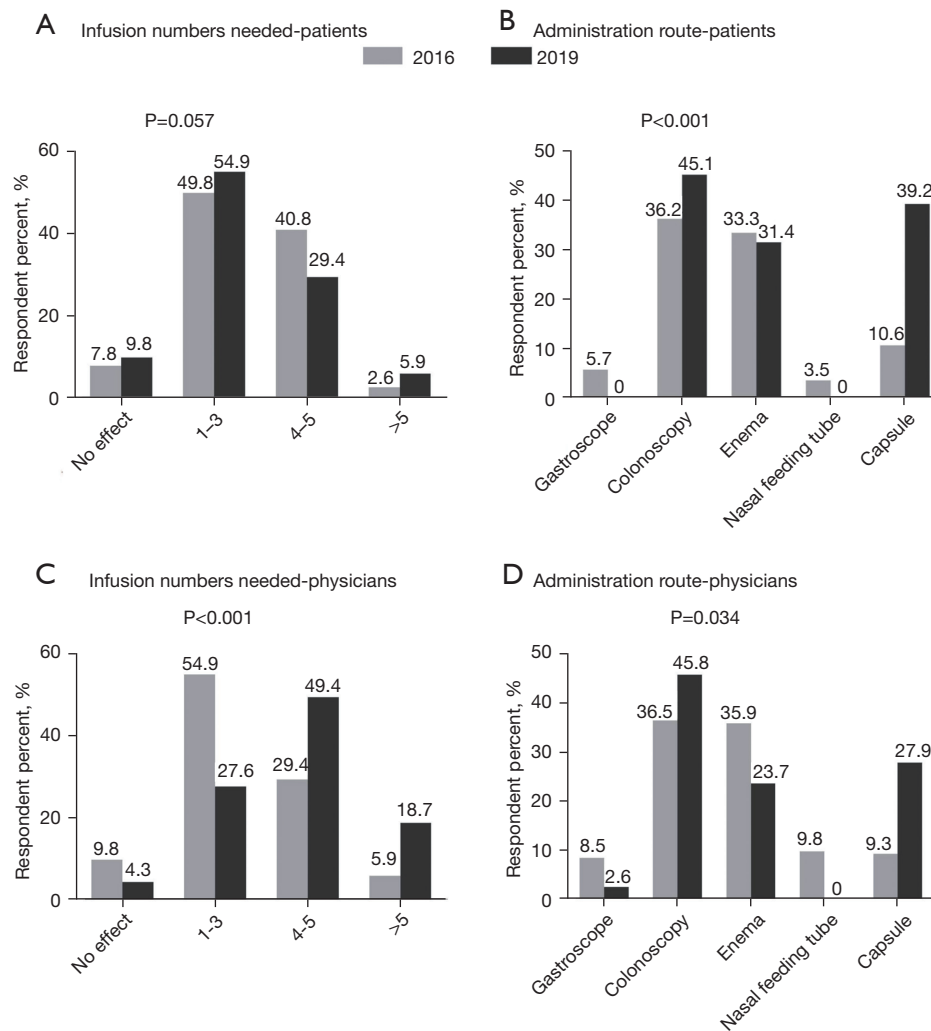 A Infusion numbers needed-patients
B Administration route-patients
2016 2019
P=0.057
Respondent percent, %
60
40
20
0
7.8 9.8
49.8 54.9
40.8 29.4
2.6 5.9
No effect
1–3
4–5
>5
P<0.001
Respondent percent, %
50
40
30
20
10
0
5.7 0
36.2 45.1
33.3 31.4
3.5 0
10.6 39.2
Gastroscope
Colonoscopy
Enema
Nasal feeding tube
Capsule
C Infusion numbers needed-physicians
P<0.001
Respondent percent, %
60
40
20
0
9.8 4.3
54.9 27.6
29.4 49.4
5.9 18.7
No effect
1-3
4-5
>5
D Administration route-physicians
P=0.034
Respondent percent, %
50
40
30
20
10
0
8.5 2.6
36.5 45.8
35.9 23.7
9.8 0
9.3 27.9
Gastroscope
Colonoscopy
Enema
Nasal feeding tube
Capsule